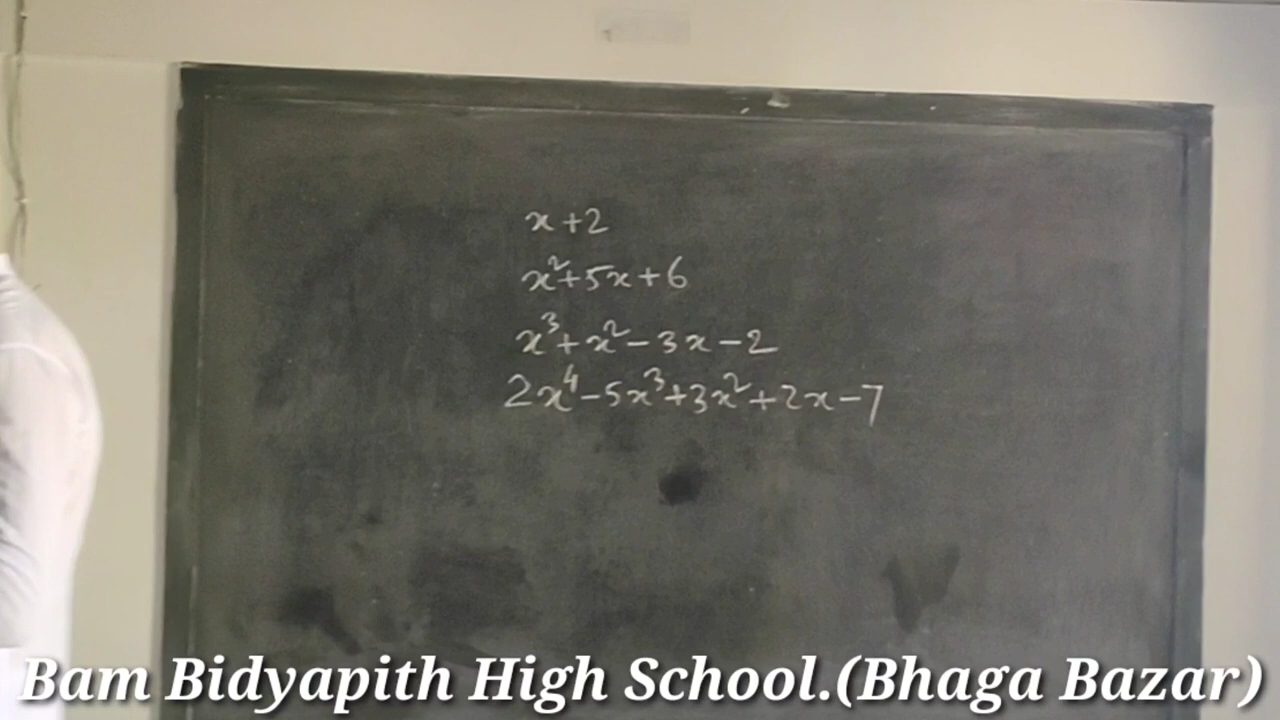 x+2
x²+5x+6
x³+x²-3x-2
2x⁴-5x³+3x²+2x-7
Bam Bidyapith High School.(Bhaga Bazar)